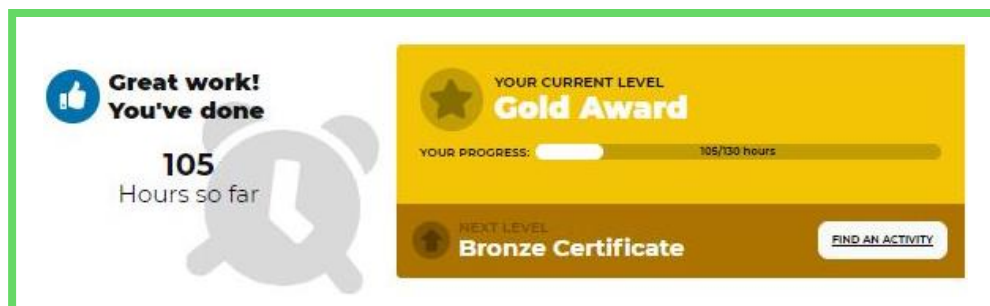 Great work!
You've done
105
Hours so far
YOUR CURRENT LEVEL
Gold Award
YOUR PROGRESS:
105/130 hours
NEXT LEVEL
Bronze Certificate
FIND AN ACTIVITY